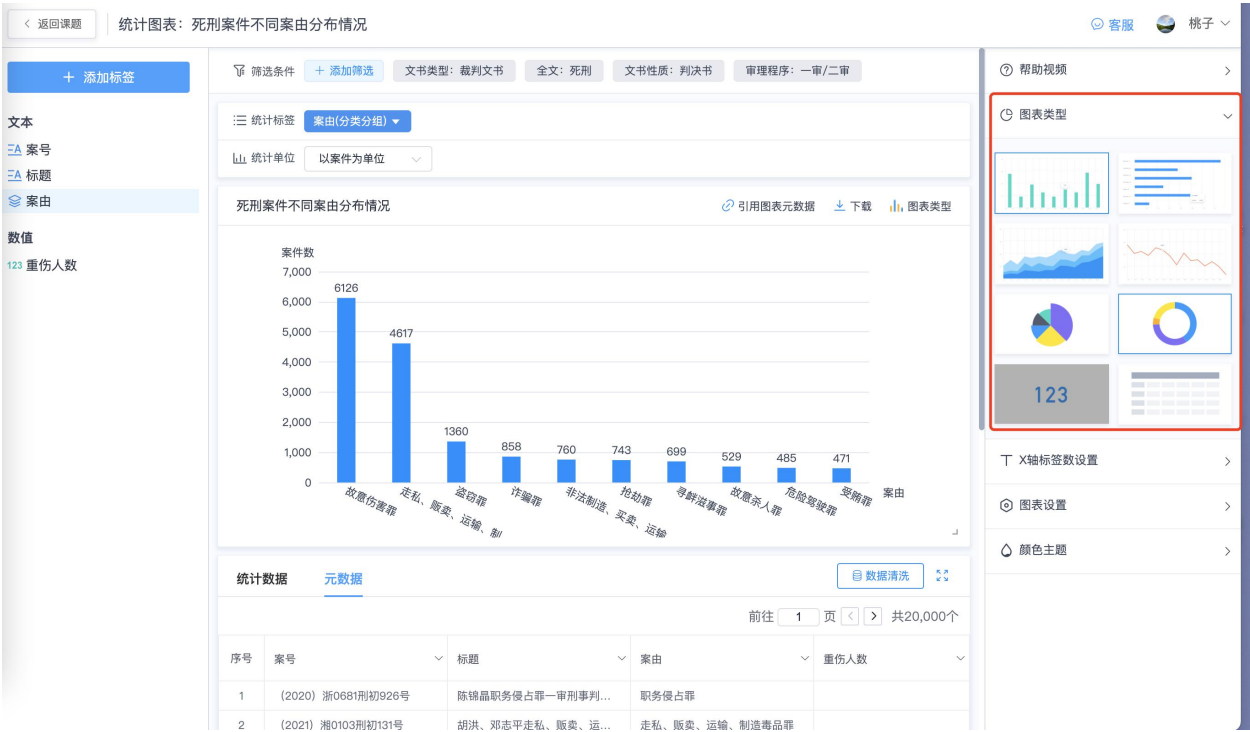 返回课题
统计图表：死刑案件不同案由分布情况
客服
桃子
+ 添加标签
文本
案号
标题
案由
数值
123 重伤人数
筛选条件 + 添加筛选 文书类型：裁判文书 全文：死刑 文书性质：判决书 审理程序：一审/二审
统计标签 案由(分类分组)
统计单位 以案件为单位
死刑案件不同案由分布情况
引用图表元数据 下载 图表类型
案件数
7,000
6,000
5,000
4,000
3,000
2,000
1,000
0
6126
4617
1360
858
760
743
699
529
485
471
故意伤害罪
走私、贩卖、运输、制
盗窃罪
诈骗罪
非法制造、买卖、运输
抢劫罪
寻衅滋事罪
故意杀人罪
危险驾驶罪
受贿罪
案由
统计数据 元数据 数据清洗
前往 1 页 共20,000个
序号 案号 标题 案由 重伤人数
1 （2020）浙0681刑初926号 陈锦晶职务侵占罪一审刑事判... 职务侵占罪
2 （2021）湘0103刑初131号 胡洪、邓志平走私、贩卖、运... 走私、贩卖、运输、制造毒品罪
帮助视频
图表类型
123
X轴标签数设置
图表设置
颜色主题